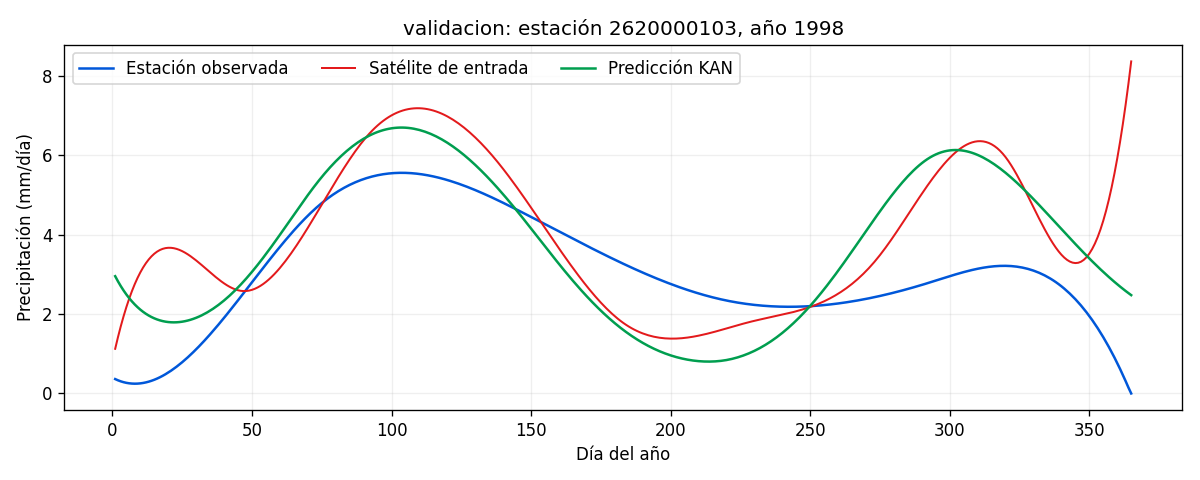 validacion: estación 2620000103, año 1998
Estación observada
Satélite de entrada
Predicción KAN
Precipitación (mm/día)
8
6
4
2
0
0
50
100
150
200
250
300
350
Día del año